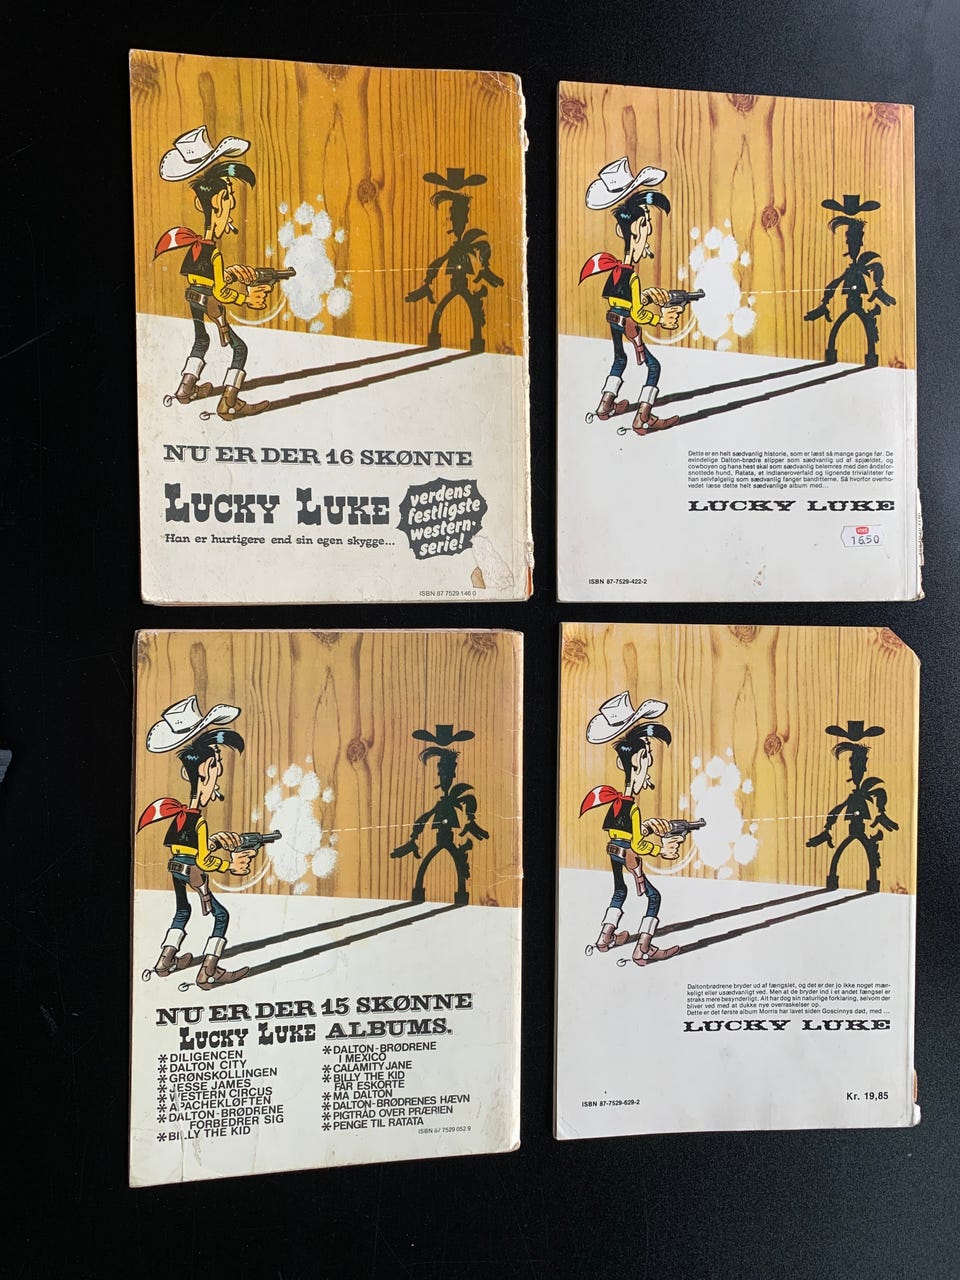 NU ER DER 16 SKØNNE
LUCKY LUKE
verdens
festligste
western-
serie!
Han er hurtigere end sin egen skygge...
ISBN 87 7529 146 0
Dette er en helt sædvanlig historie, som er læst så mange gange før. De
evindelige Dalton-brødre slipper som sædvanlig ud af spjældet, og
cowboyen og hans hest skal som sædvanlig belemres med den åndsfor-
snottede hund, Ratata, et indianeroverfald og lignende trivialiteter før
han selvfølgelig som sædvanlig fanger banditterne. Så hvorfor overho-
vedet læse dette helt sædvanlige album med...
LUCKY LUKE
16.50
ISBN 87-7529-422-2
NU ER DER 15 SKØNNE
LUCKY LUKE ALBUMS.
* DILIGENCEN
* DALTON CITY
* GRØNSKOLLINGEN
* JESSE JAMES
* WESTERN CIRCUS
* APACHEKLØFTEN
* DALTON-BRØDRENE
FORBEDRER SIG
* BILLY THE KID
* DALTON-BRØDRENE
I MEXICO
* CALAMITY JANE
* BILLY THE KID
FÅR ESKORTE
* MA DALTON
* DALTON-BRØDRENES HÆVN
* PIGTRÅD OVER PRÆRIEN
* PENGE TIL RATATA
ISBN 87 7529 052 9
Daltonbrødrene bryder ud af fængslet, og det er der jo ikke noget mær-
keligt eller usædvanligt ved. Men at de bryder ind i et andet fængsel er
straks mere besynderligt. Alt har dog sin naturlige forklaring, selvom der
bliver ved med at dukke nye overraskelser op.
Dette er det første album Morris har lavet siden Goscinnys død, med ...
LUCKY LUKE
ISBN 87-7529-629-2
Kr. 19,85